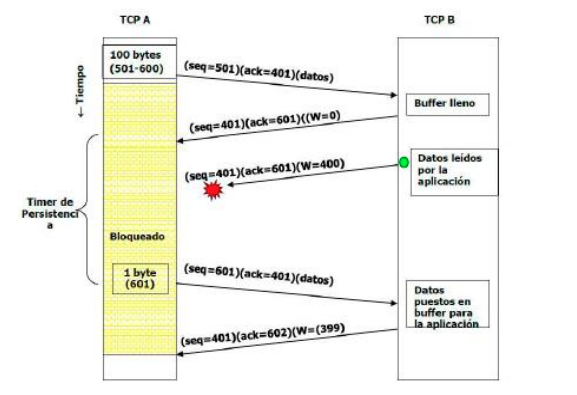 TCP A
TCP B
100 bytes
(501-600)
(seq=501)(ack=401)(datos)
← Tiempo
Buffer lleno
(seq=401)(ack=601)((W=0)
(seq=401)(ack=601)(W=400)
Datos leídos
por la
aplicación
Timer de
Persistenci
a
Bloqueado
1 byte
(601)
(seq=601)(ack=401)(datos)
Datos
puestos en
buffer para
la aplicación
(seq=401)(ack=602)(W=(399)